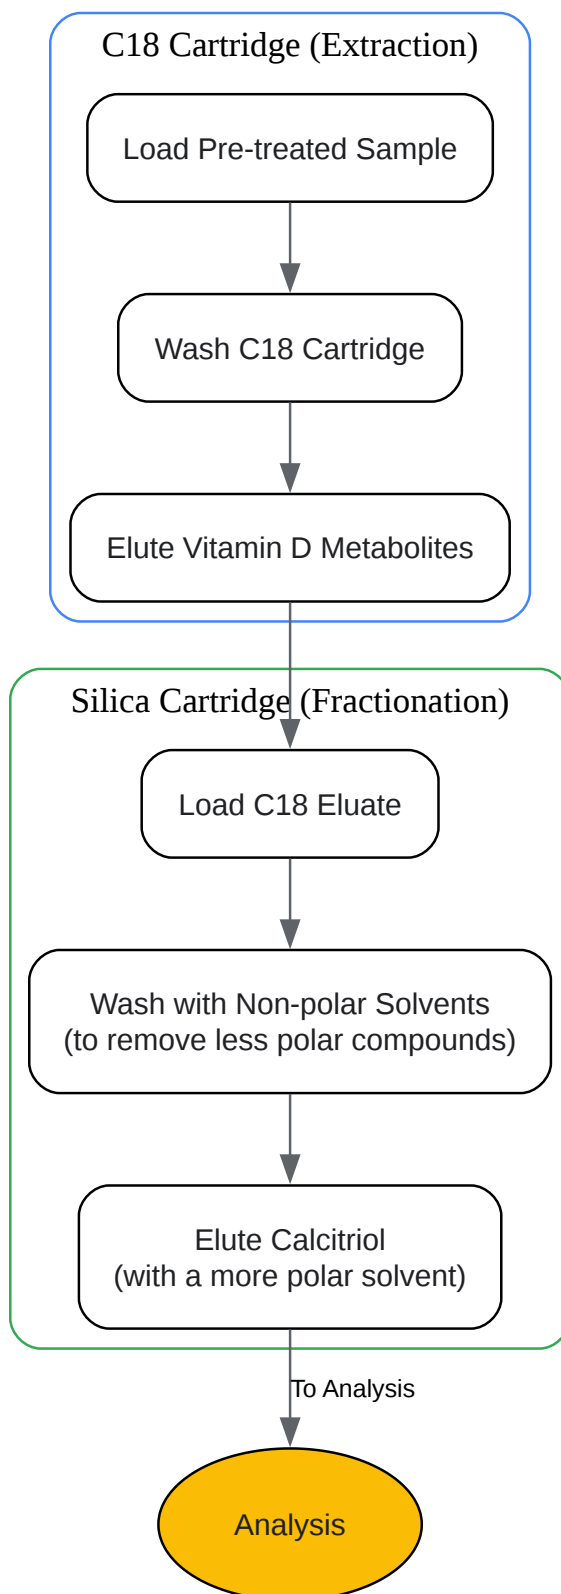 C18 Cartridge (Extraction)
Load Pre-treated Sample
Wash C18 Cartridge
Elute Vitamin D Metabolites
Silica Cartridge (Fractionation)
Load C18 Eluate
Wash with Non-polar Solvents
(to remove less polar compounds)
Elute Calcitriol
(with a more polar solvent)
To Analysis
Analysis